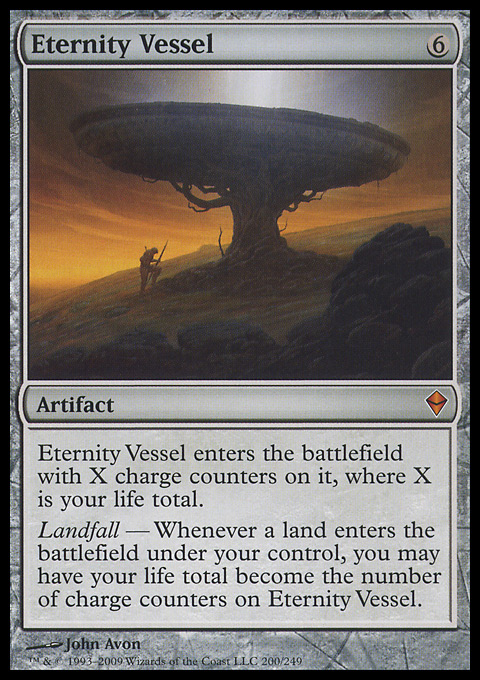 Eternity Vessel 6
Artifact
Eternity Vessel enters the battlefield
with X charge counters on it, where X
is your life total.
Landfall — Whenever a land enters the
battlefield under your control, you may
have your life total become the number
of charge counters on Eternity Vessel.
John Avon
™ & © 1993–2009 Wizards of the Coast LLC 200/249